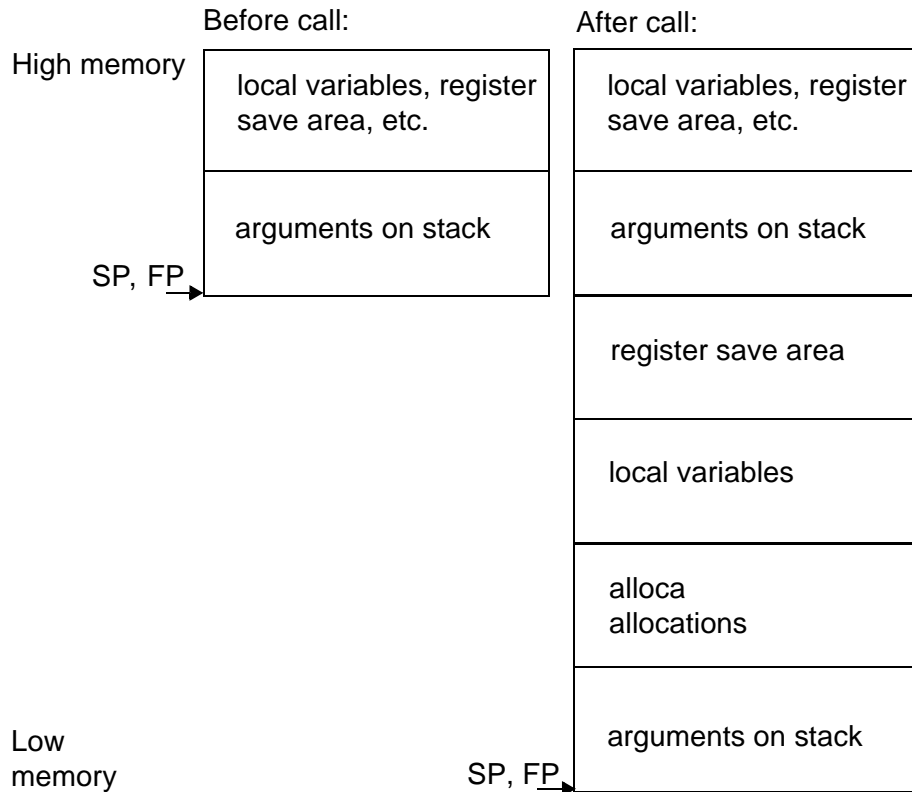 Before call:
After call:
High memory
local variables, register
save area, etc.
local variables, register
save area, etc.
arguments on stack
arguments on stack
SP, FP
register save area
local variables
alloca
allocations
Low
memory
arguments on stack
SP, FP